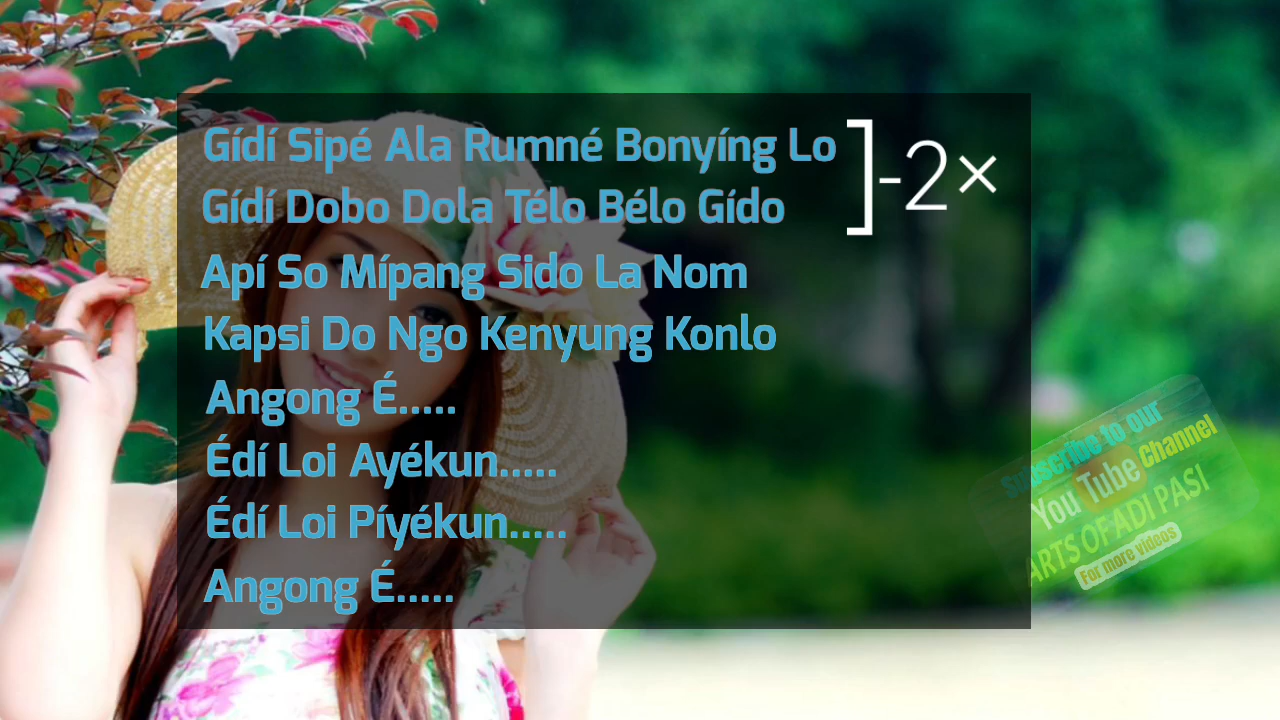 Gídí Sipé Ala Rumné Bonyíng Lo
Gídí Dobo Dola Télo Bélo Gído
]-2×
Apí So Mípang Sido La Nom
Kapsi Do Ngo Kenyung Konlo
Angong É.....
Édí Loi Ayékun.....
Édí Loi Píyékun.....
Angong É.....
Subscribe to our
You Tube Channel
ARTS OF ADI PASI
For more videos